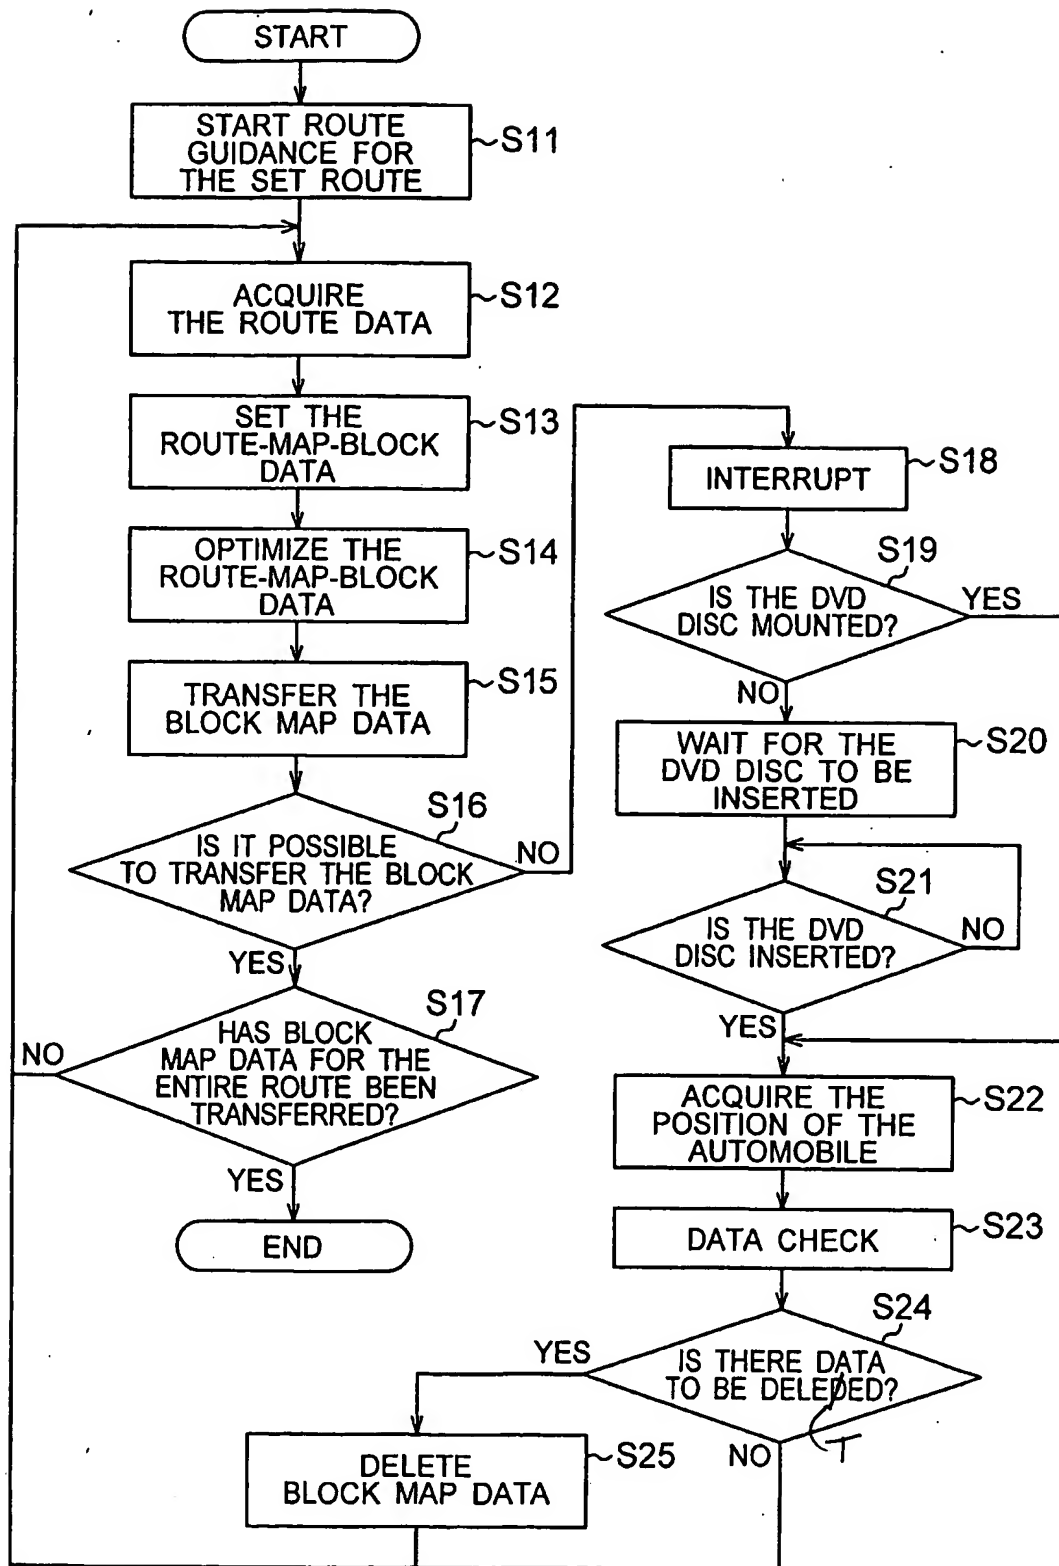 START
START ROUTE
GUIDANCE FOR
THE SET ROUTE
S11
ACQUIRE
THE ROUTE DATA
S12
SET THE
ROUTE-MAP-BLOCK
DATA
S13
OPTIMIZE THE
ROUTE-MAP-BLOCK
DATA
S14
TRANSFER THE
BLOCK MAP DATA
S15
IS IT POSSIBLE
TO TRANSFER THE BLOCK
MAP DATA?
S16
NO
YES
HAS BLOCK
MAP DATA FOR THE
ENTIRE ROUTE BEEN
TRANSFERRED?
S17
NO
YES
END
INTERRUPT
S18
IS THE DVD
DISC MOUNTED?
S19
YES
NO
WAIT FOR THE
DVD DISC TO BE
INSERTED
S20
IS THE DVD
DISC INSERTED?
S21
NO
YES
ACQUIRE THE
POSITION OF THE
AUTOMOBILE
S22
DATA CHECK
S23
IS THERE DATA
TO BE DELEDED?
S24
T
YES
NO
DELETE
BLOCK MAP DATA
S25